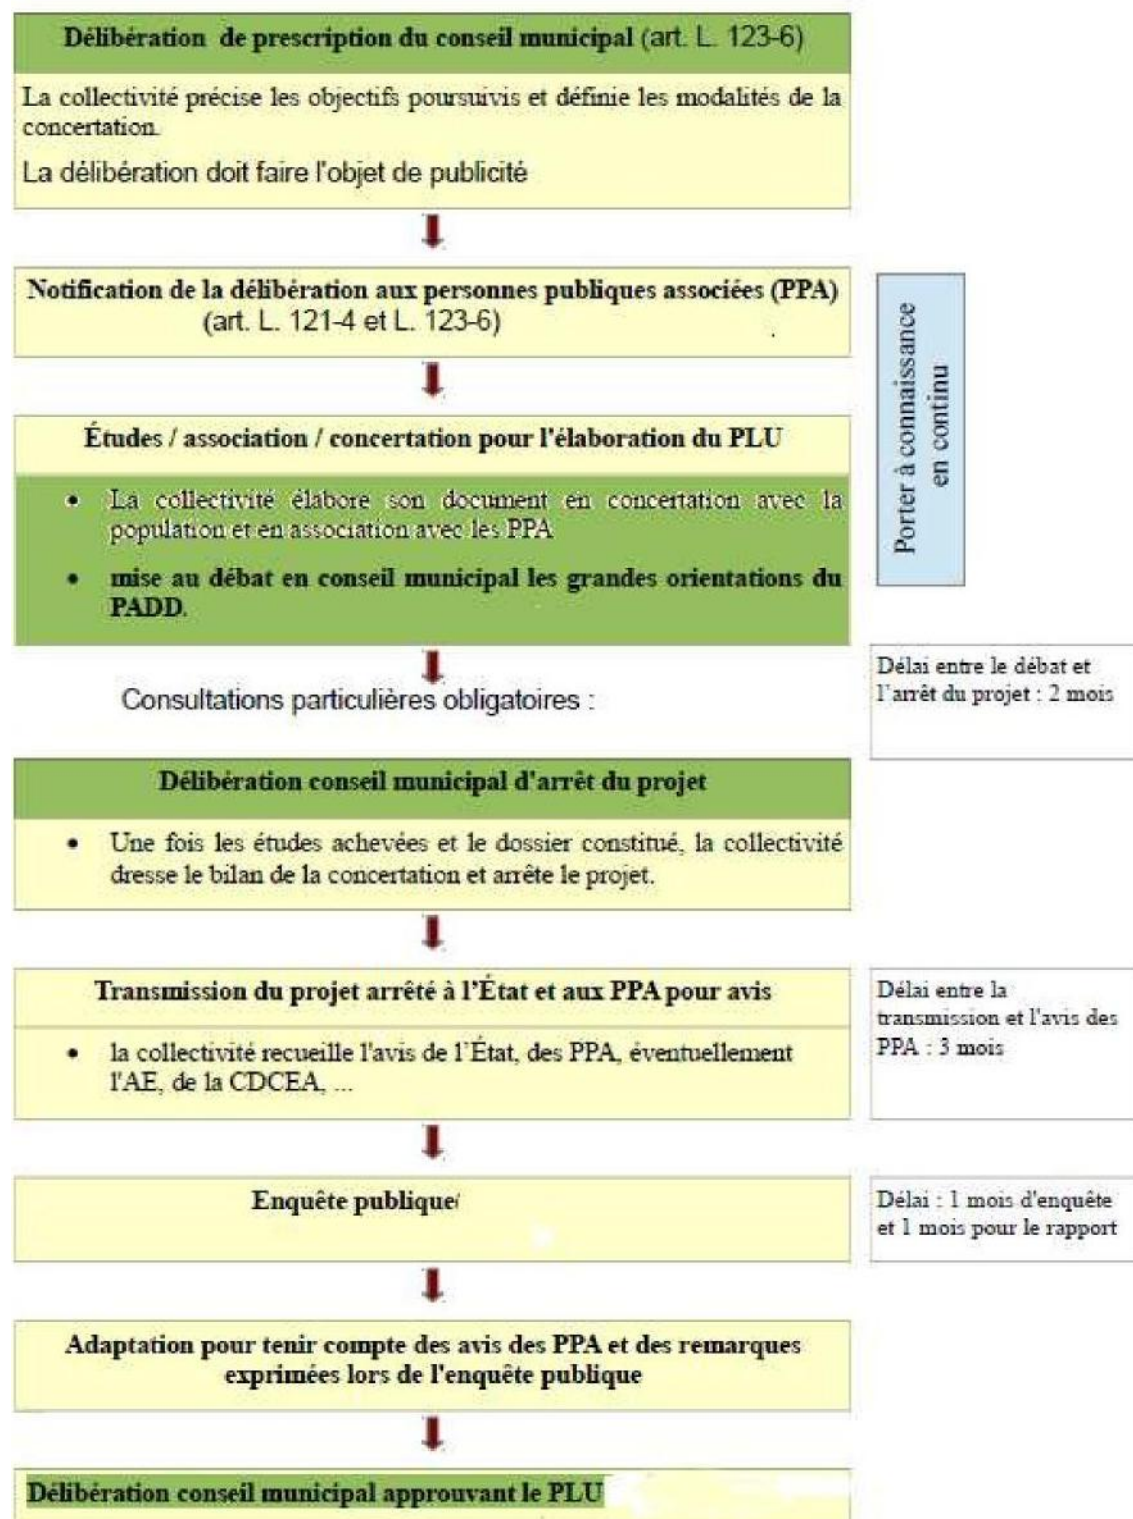 Délibération de prescription du conseil municipal (art. L. 123-6)
La collectivité précise les objectifs poursuivis et définie les modalités de la
concertation.
La délibération doit faire l'objet de publicité
Notification de la délibération aux personnes publiques associées (PPA)
(art. L. 121-4 et L. 123-6)
Porter à connaissance
en continu
Études / association / concertation pour l'élaboration du PLU
• La collectivité élabore son document en concertation avec la
population et en association avec les PPA
• mise au débat en conseil municipal les grandes orientations du
PADD.
Délai entre le débat et
l'arrêt du projet : 2 mois
Consultations particulières obligatoires :
Délibération conseil municipal d'arrêt du projet
• Une fois les études achevées et le dossier constitué, la collectivité
dresse le bilan de la concertation et arrête le projet.
Transmission du projet arrêté à l'État et aux PPA pour avis
• la collectivité recueille l'avis de l'État, des PPA, éventuellement
l'AE, de la CDCEA, ...
Délai entre la
transmission et l'avis des
PPA : 3 mois
Enquête publique
Délai : 1 mois d'enquête
et 1 mois pour le rapport
Adaptation pour tenir compte des avis des PPA et des remarques
exprimées lors de l'enquête publique
Délibération conseil municipal approuvant le PLU